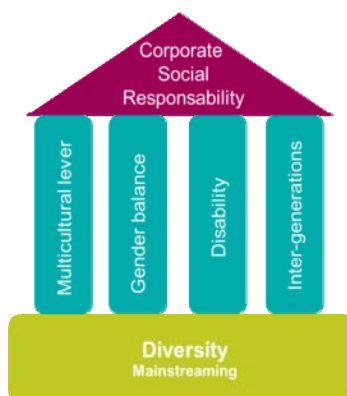 Corporate
Social
Responsability
Multicultural lever
Gender balance
Disability
Inter-generations
Diversity
Mainstreaming